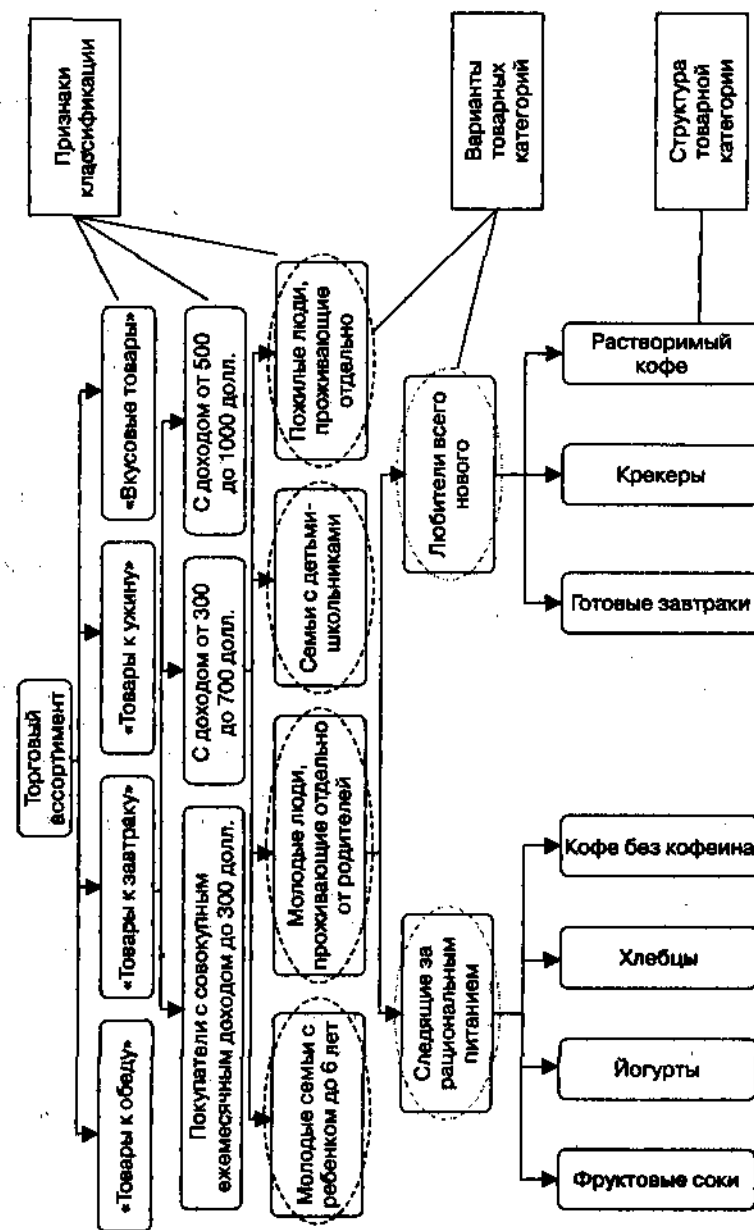 Торговый
ассортимент
«Товары к обеду»
«Товары к завтраку»
«Товары к ужину»
«Вкусовые товары»
Признаки
классификации
Покупатели с совокупным
ежемесячным доходом до 300 долл.
С доходом от 300
до 700 долл.
С доходом от 500
до 1000 долл.
Молодые семьи с
ребенком до 6 лет
Молодые люди,
проживающие отдельно
от родителей
Семьи с детьми-
школьниками
Пожилые люди,
проживающие
отдельно
Следящие за
рациональным
питанием
Любители всего
нового
Варианты
товарных
категорий
Фруктовые соки
Йогурты
Хлебцы
Кофе без кофеина
Готовые завтраки
Крекеры
Растворимый
кофе
Структура
товарной
категории